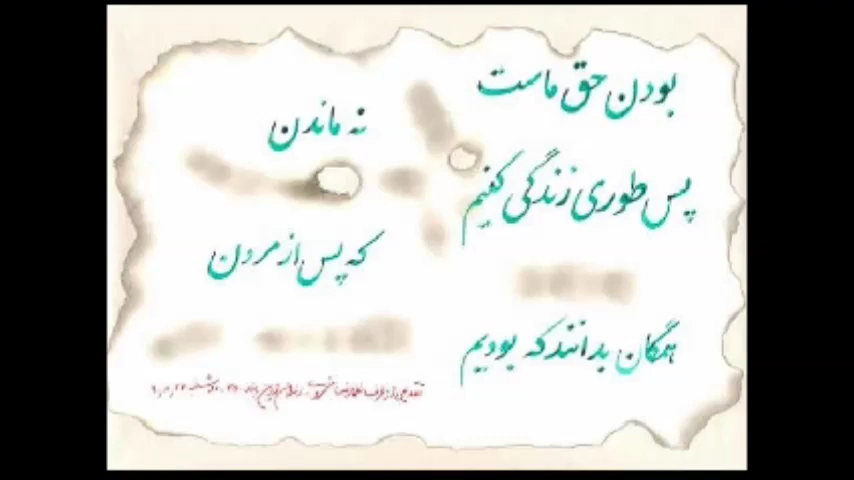 بودن حق ماست
نه ماندن
پس طوری زندگی کنیم
که پس از مردن
همگان بدانند که بودیم